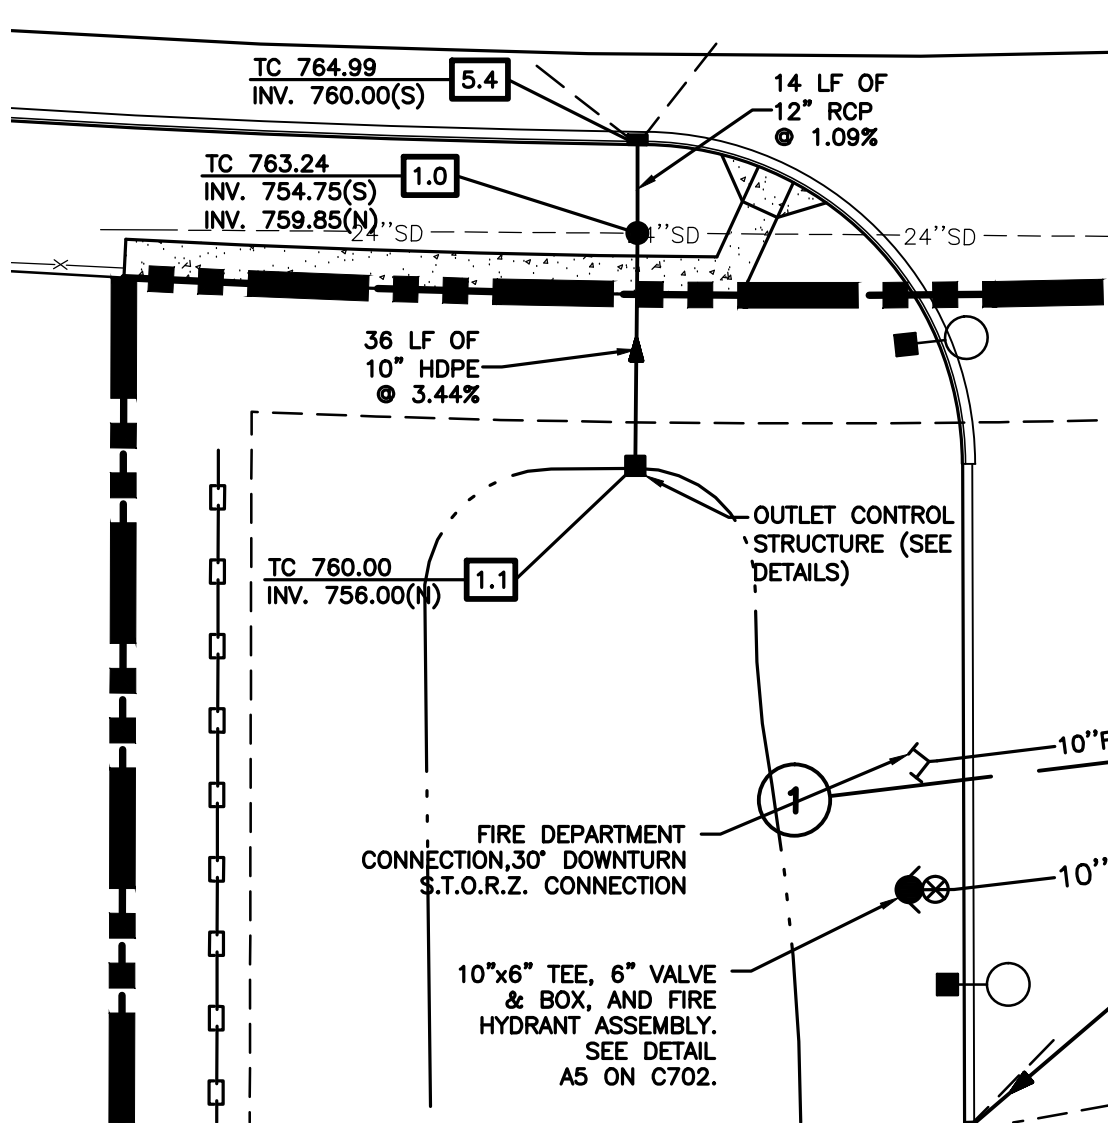 TC 764.99
INV. 760.00(S)
5.4
14 LF OF
12" RCP
@ 1.09%
TC 763.24
INV. 754.75(S)
INV. 759.85(N)
1.0
24''SD
4''SD
24''SD
36 LF OF
10" HDPE
@ 3.44%
OUTLET CONTROL
STRUCTURE (SEE
DETAILS)
TC 760.00
INV. 756.00(N)
1.1
10''F
1
FIRE DEPARTMENT
CONNECTION,30° DOWNTURN
S.T.O.R.Z. CONNECTION
10''
10"x6" TEE, 6" VALVE
& BOX, AND FIRE
HYDRANT ASSEMBLY.
SEE DETAIL
A5 ON C702.